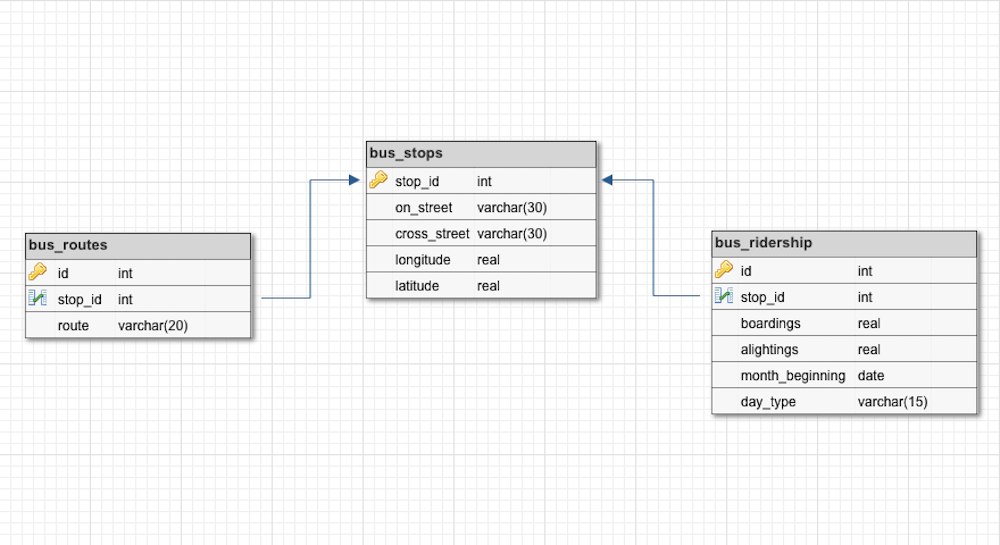 bus_stops
stop_id int
on_street varchar(30)
cross_street varchar(30)
longitude real
latitude real
bus_routes
id int
stop_id int
route varchar(20)
bus_ridership
id int
stop_id int
boardings real
alightings real
month_beginning date
day_type varchar(15)